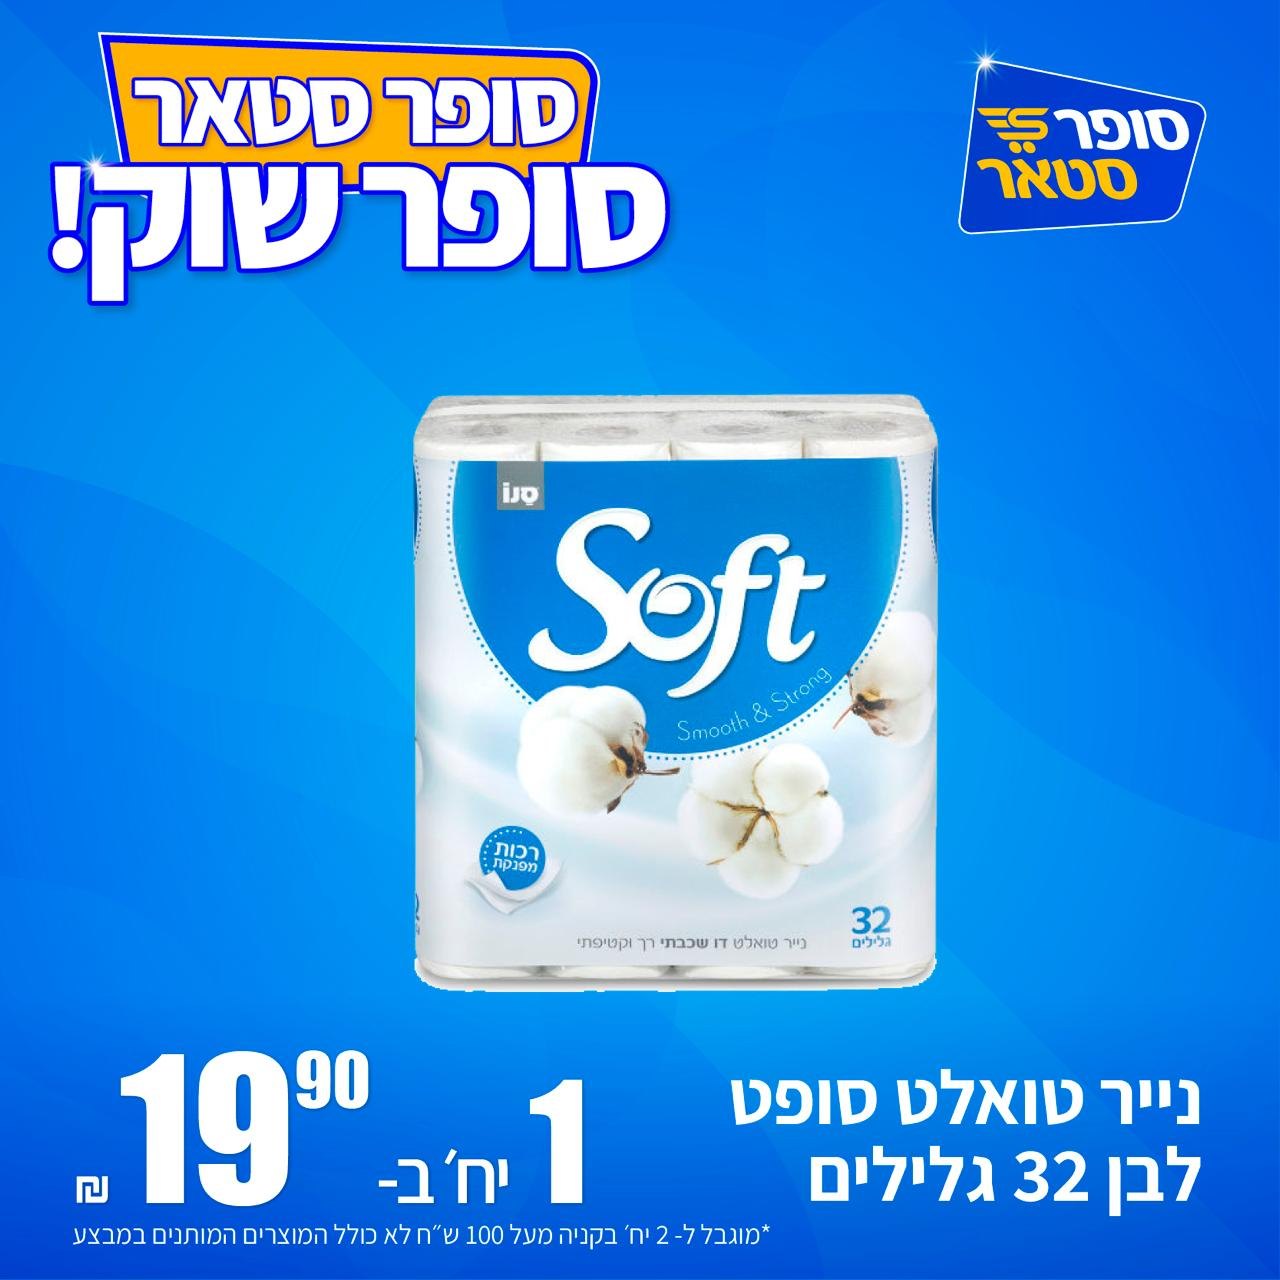 סופר סטאר
סופר שוק!
סופר
סטאר
סנו
Soft
Smooth & Strong
רכות
מפנקת
32
גלילים
נייר טואלט דו שכבתי רך וקטיפתי
נייר טואלט סופט
לבן 32 גלילים
1 יח׳ ב- 19.90 ₪
*מוגבל ל- 2 יח׳ בקניה מעל 100 ש״ח לא כולל המוצרים המותנים במבצע